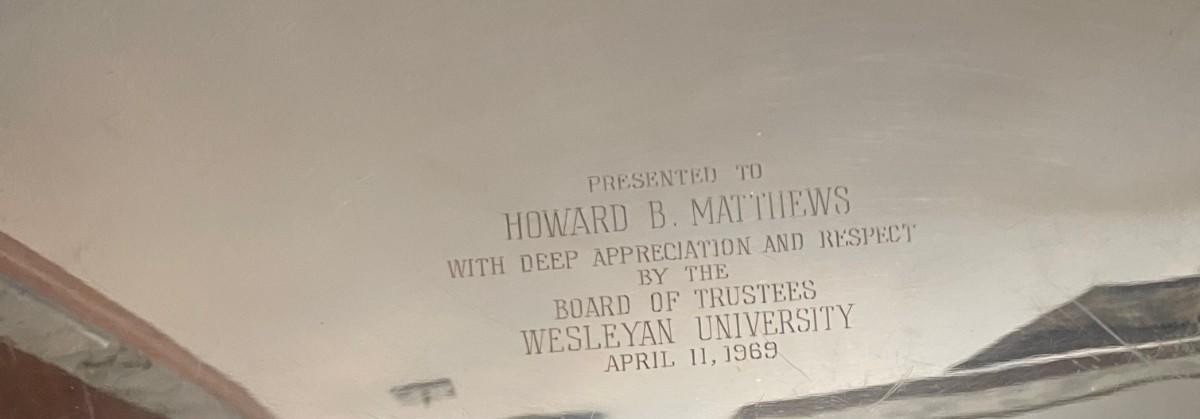 PRESENTED TO
HOWARD B. MATTHEWS
WITH DEEP APPRECIATION AND RESPECT
BY THE
BOARD OF TRUSTEES
WESLEYAN UNIVERSITY
APRIL 11, 1969